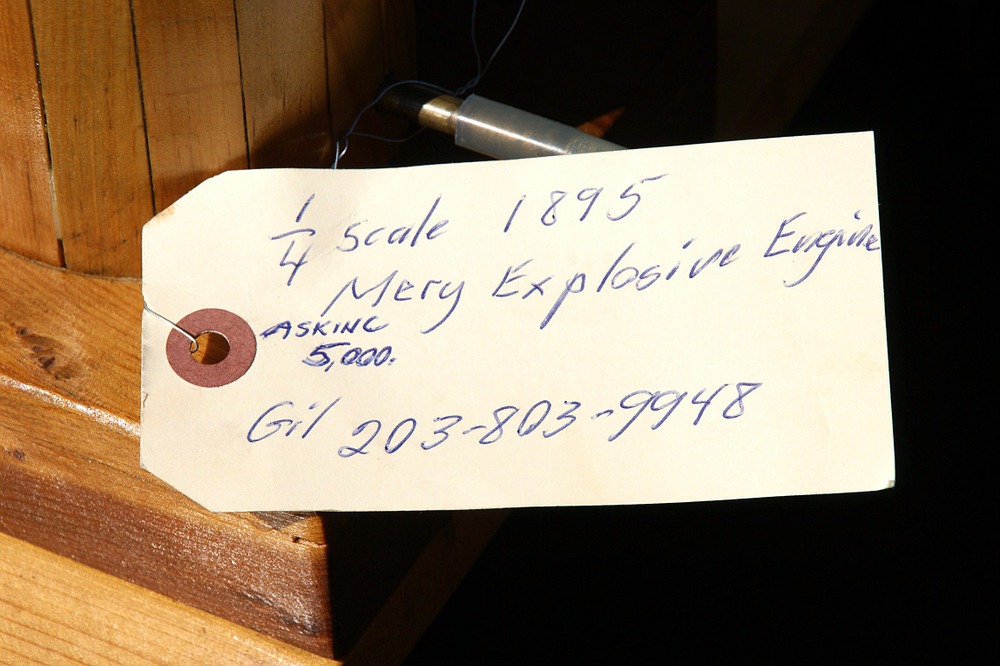 1/4 Scale 1895
Mery Explosive Engine
ASKING
5,000.
Gil 203-803-9948